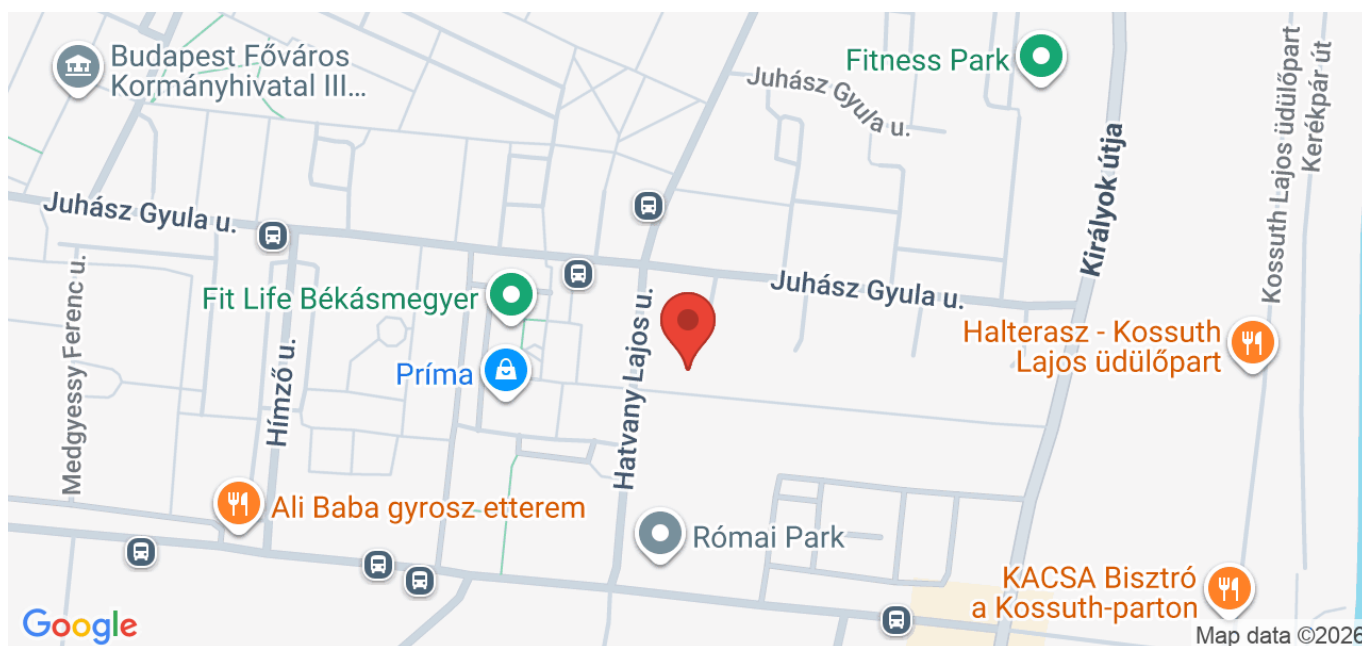 Budapest Főváros
Kormányhivatal III...
Fitness Park
Juhász Gyula u.
Királyok útja
Kossuth Lajos üdülőpart
Kerékpár út
Juhász Gyula u.
Medgyessy Ferenc u.
Hímző u.
Fit Life Békásmegyer
Príma
Hatvany Lajos u.
Juhász Gyula u.
Halterasz - Kossuth
Lajos üdülőpart
Ali Baba gyrosz etterem
Római Park
KACSA Bisztró
a Kossuth-parton
Google
Map data ©2026